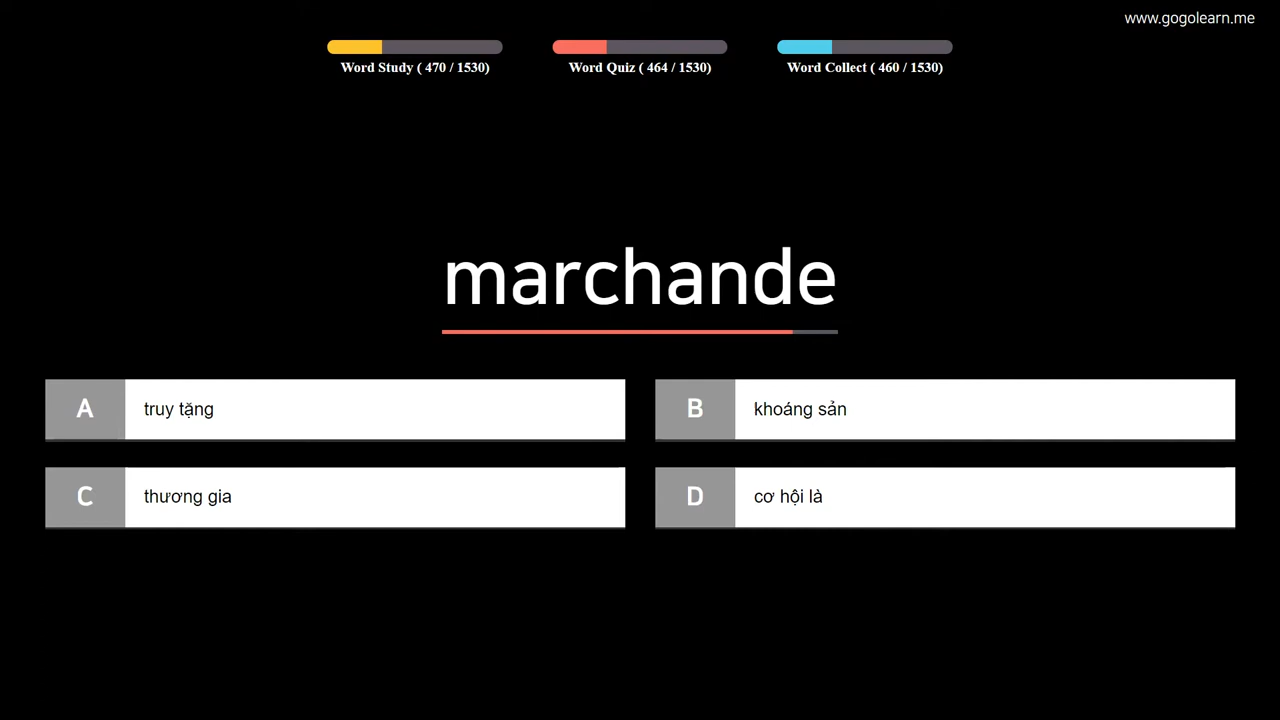 www.gogolearn.me
Word Study ( 470 / 1530)
Word Quiz ( 464 / 1530)
Word Collect ( 460 / 1530)
marchande
A truy tặng
B khoáng sản
C thương gia
D cơ hội là